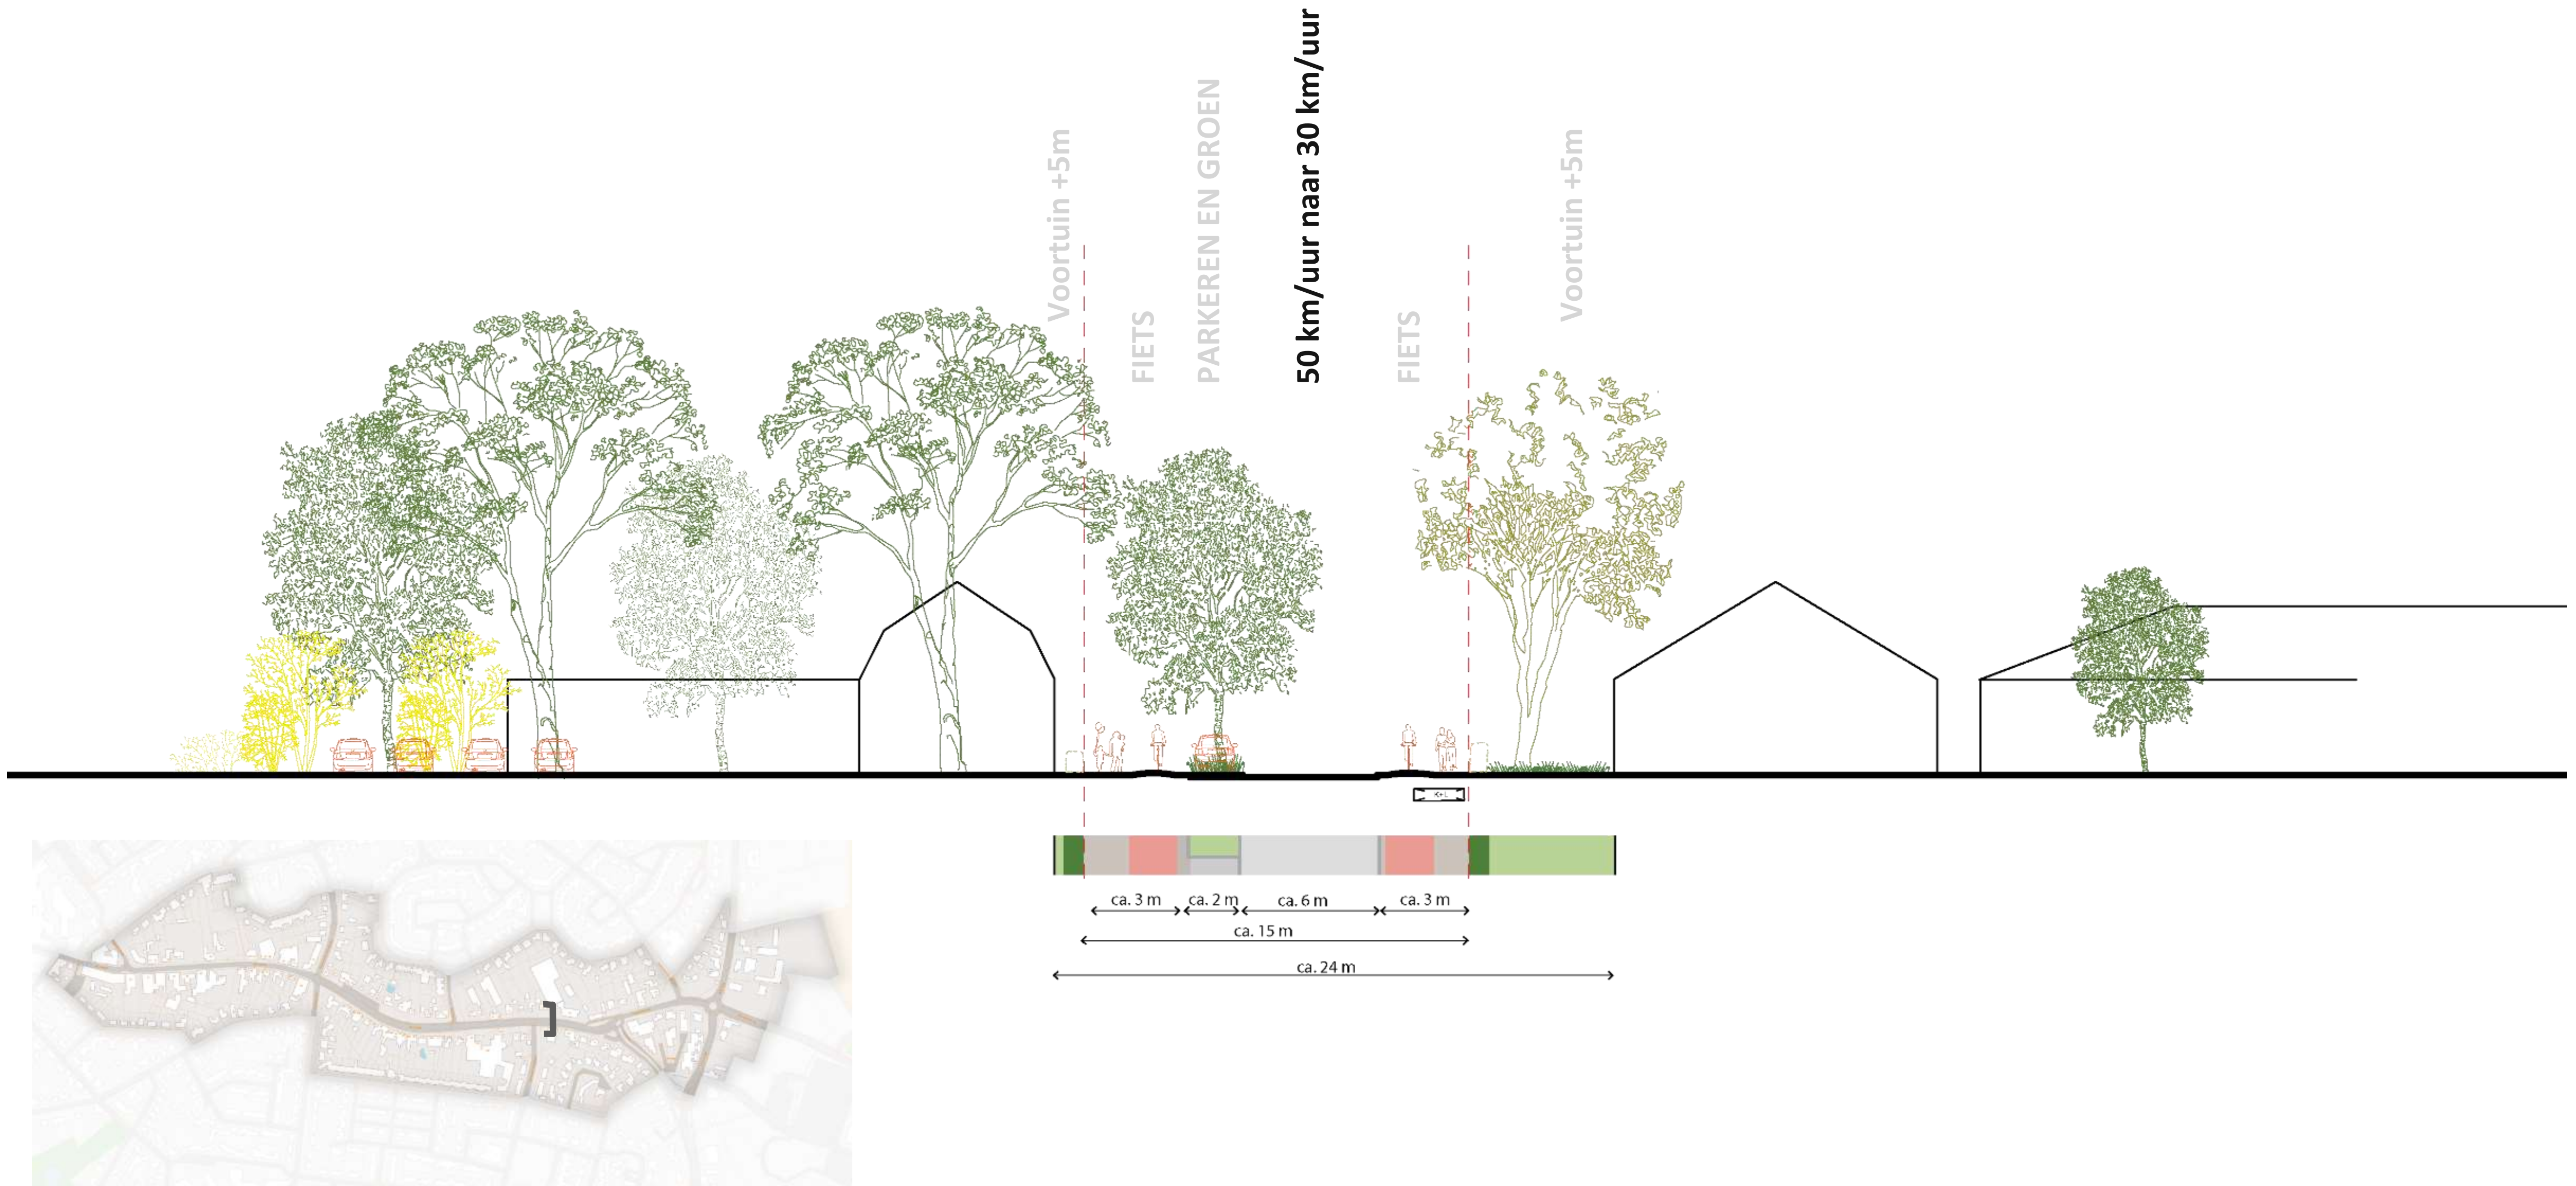 Voortuin +5m
FIETS
PARKEREN EN GROEN
50 km/uur naar 30 km/uur
FIETS
Voortuin +5m
K+L
ca. 3 m
ca. 2 m
ca. 6 m
ca. 3 m
ca. 15 m
ca. 24 m